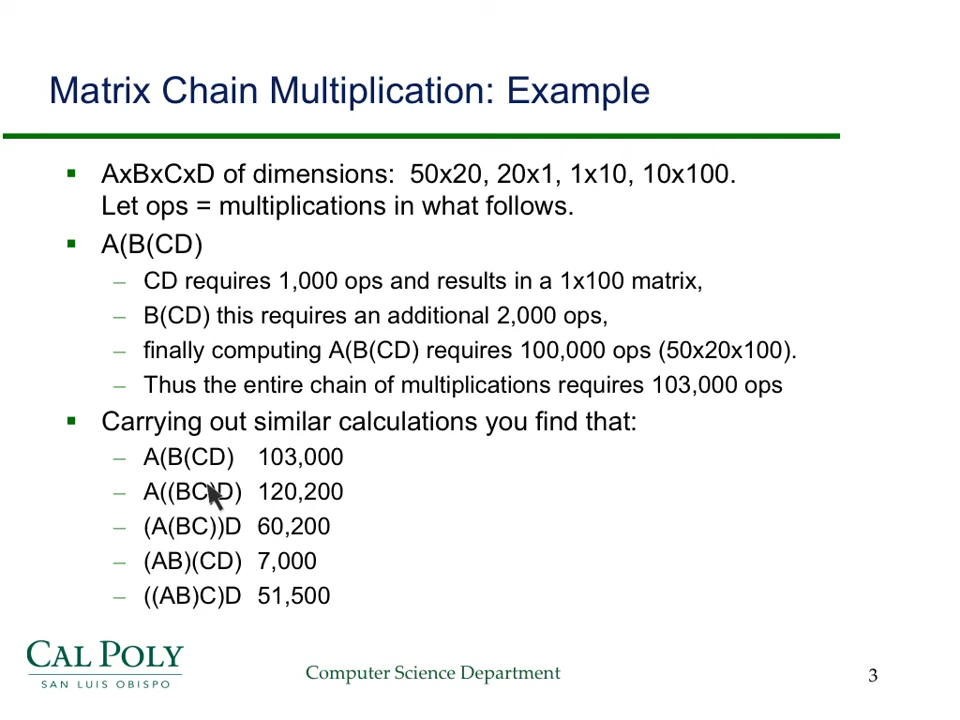 Matrix Chain Multiplication: Example
AxBxCxD of dimensions: 50x20, 20x1, 1x10, 10x100.
Let ops = multiplications in what follows.
A(B(CD)
– CD requires 1,000 ops and results in a 1x100 matrix,
– B(CD) this requires an additional 2,000 ops,
– finally computing A(B(CD) requires 100,000 ops (50x20x100).
– Thus the entire chain of multiplications requires 103,000 ops
Carrying out similar calculations you find that:
– A(B(CD) 103,000
– A((BC)D) 120,200
– (A(BC))D 60,200
– (AB)(CD) 7,000
– ((AB)C)D 51,500
CAL POLY
SAN LUIS OBISPO
Computer Science Department
3